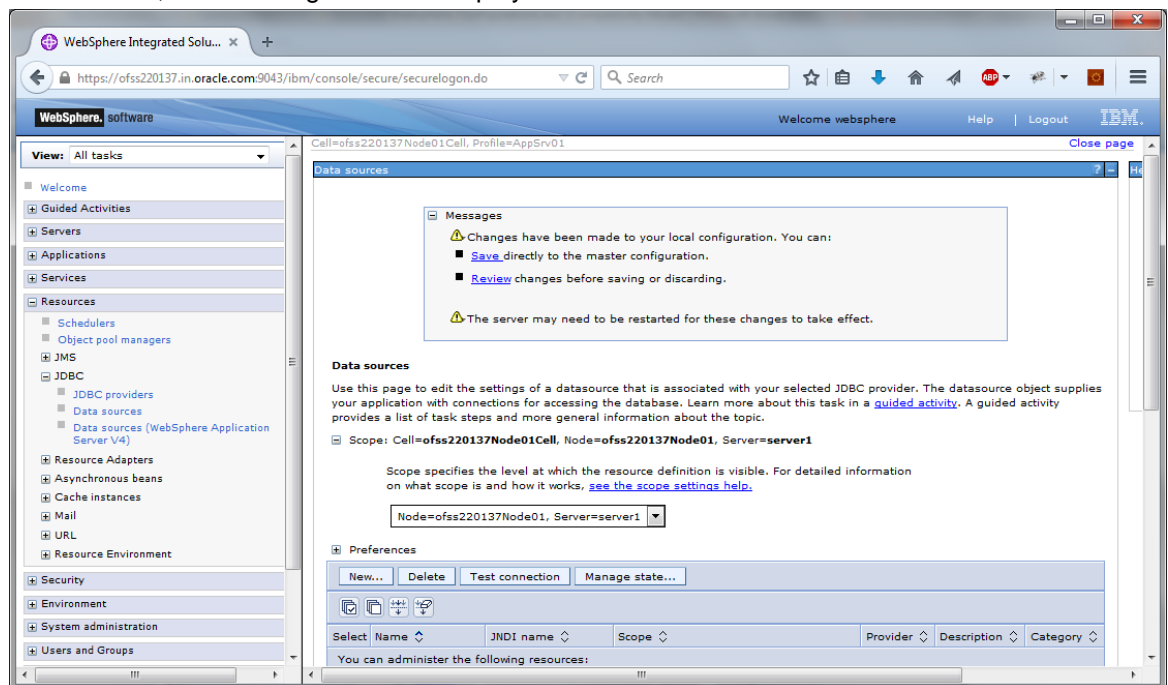 WebSphere Integrated Solu... × +
https://ofss220137.in.oracle.com:9043/ibm/console/secure/securelogon.do
Search
ABP
WebSphere. software
Welcome websphere
Help | Logout
IBM.
View: All tasks
Welcome
Guided Activities
Servers
Applications
Services
Resources
Schedulers
Object pool managers
JMS
JDBC
JDBC providers
Data sources
Data sources (WebSphere Application
Server V4)
Resource Adapters
Asynchronous beans
Cache instances
Mail
URL
Resource Environment
Security
Environment
System administration
Users and Groups
Cell=ofss220137Node01Cell, Profile=AppSrv01
Close page
Data sources
? -
He
Messages
Changes have been made to your local configuration. You can:
Save directly to the master configuration.
Review changes before saving or discarding.
The server may need to be restarted for these changes to take effect.
Data sources
Use this page to edit the settings of a datasource that is associated with your selected JDBC provider. The datasource object supplies
your application with connections for accessing the database. Learn more about this task in a guided activity. A guided activity
provides a list of task steps and more general information about the topic.
Scope: Cell=ofss220137Node01Cell, Node=ofss220137Node01, Server=server1
Scope specifies the level at which the resource definition is visible. For detailed information
on what scope is and how it works, see the scope settings help.
Node=ofss220137Node01, Server=server1
Preferences
New... Delete Test connection Manage state...
Select Name JNDI name Scope Provider Description Category
You can administer the following resources: